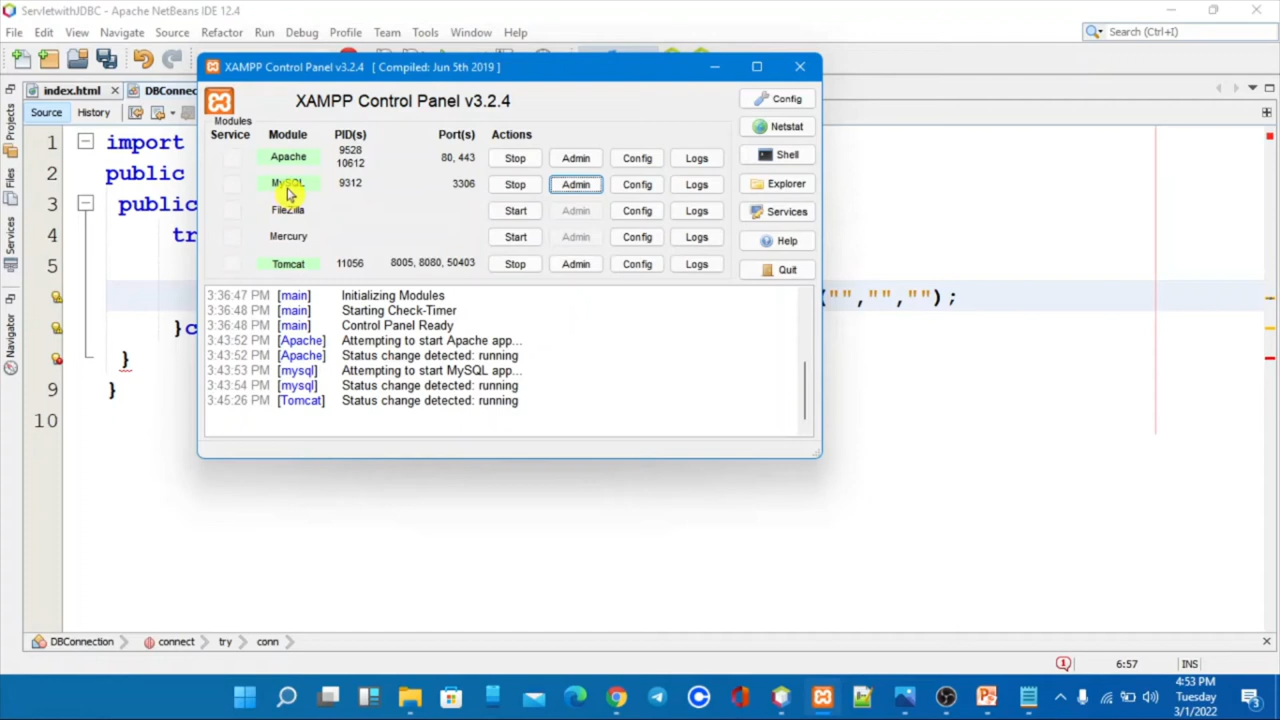 ServletwithJDBC - Apache NetBeans IDE 12.4
File Edit View Navigate Source Refactor Run Debug Profile Team Tools Window Help
Search (Ctrl+I)
index.html DBConnec
Source History
Projects
Files
Services
Navigator
1 import
2 public
3 public
4 tr
5
("","","");
}c
}
9 }
10
XAMPP Control Panel v3.2.4 [ Compiled: Jun 5th 2019 ]
XAMPP Control Panel v3.2.4
Modules
Service Module PID(s) Port(s) Actions
Apache 9528 10612 80, 443 Stop Admin Config Logs
MySQL 9312 3306 Stop Admin Config Logs
FileZilla Start Admin Config Logs
Mercury Start Admin Config Logs
Tomcat 11056 8005, 8080, 50403 Stop Admin Config Logs
Config
Netstat
Shell
Explorer
Services
Help
Quit
3:36:47 PM [main] Initializing Modules
3:36:48 PM [main] Starting Check-Timer
3:36:48 PM [main] Control Panel Ready
3:43:52 PM [Apache] Attempting to start Apache app...
3:43:52 PM [Apache] Status change detected: running
3:43:53 PM [mysql] Attempting to start MySQL app...
3:43:54 PM [mysql] Status change detected: running
3:45:26 PM [Tomcat] Status change detected: running
DBConnection connect try conn
1 6:57 INS
4:53 PM
Tuesday
3/1/2022
3